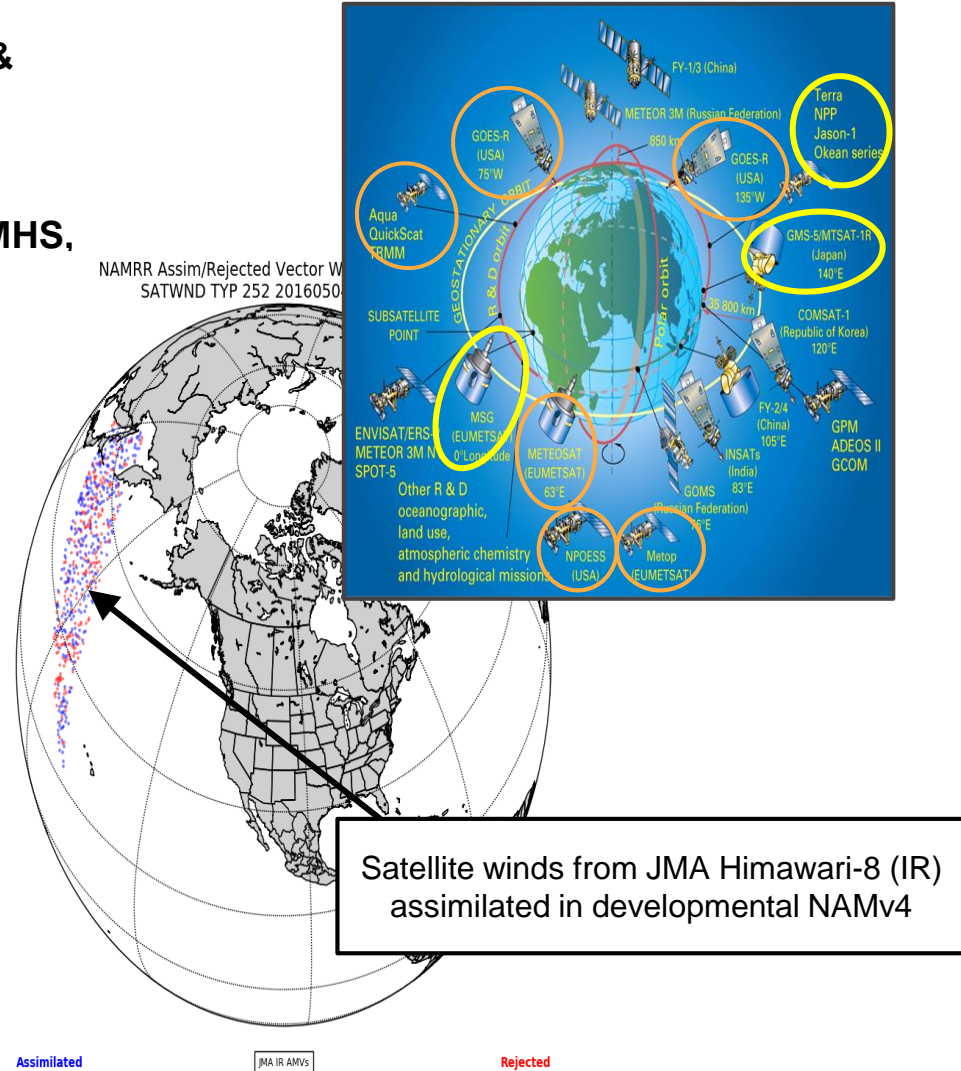 &
MHS,
NAMRR Assim/Rejected Vector W
SATWND TYP 252 20160504
FY-1/3 (China)
METEOR 3M (Russian Federation)
850 km
Terra
NPP
Jason-1
Okean series
GOES-R
(USA)
75°W
GOES-R
(USA)
135°W
Aqua
QuickScat
TRMM
GEOSTATIONARY ORBIT
R & D orbit
Polar orbit
GMS-5/MTSAT-1R
(Japan)
140°E
35 800 km
SUBSATELLITE
POINT
COMSAT-1
(Republic of Korea)
120°E
MSG
(EUMETSAT)
0°Longitude
METEOSAT
(EUMETSAT)
63°E
FY-2/4
(China)
105°E
INSATs
(India)
83°E
GOMS
(Russian Federation)
GPM
ADEOS II
GCOM
ENVISAT/ERS-
METEOR 3M N
SPOT-5
Other R & D
oceanographic,
land use,
atmospheric chemistry
and hydrological missions
NPOESS
(USA)
Metop
(EUMETSAT)
Satellite winds from JMA Himawari-8 (IR)
assimilated in developmental NAMv4
Assimilated
JMA IR AMVs
Rejected